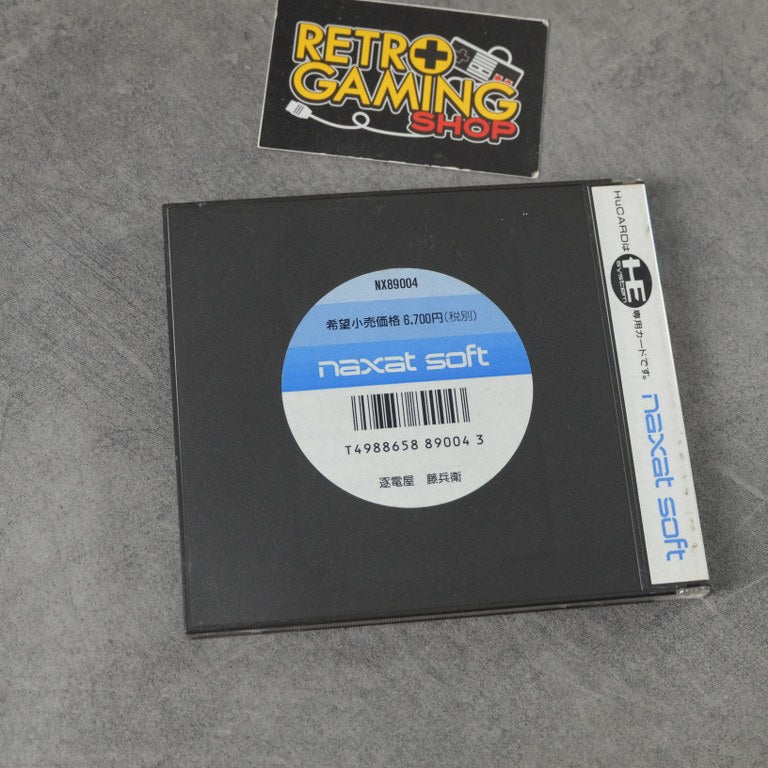 RETRO
GAMING
SHOP
NX89004
希望小売価格 6,700円(税別)
naxat soft
T4988658 89004 3
逐電屋 藤兵衛
HuCARDは HE SYSTEM 専用カードです。 naxat soft